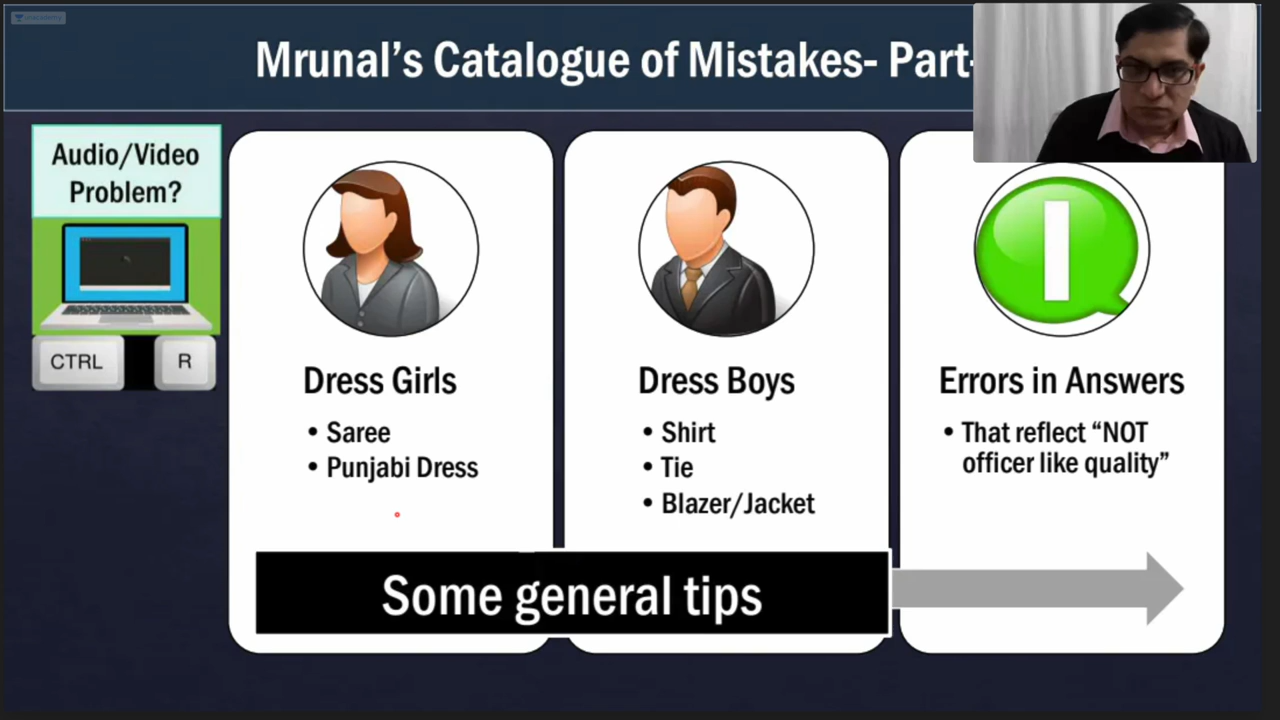 Mrunal’s Catalogue of Mistakes- Part-
Audio/Video
Problem?
CTRL
R
Dress Girls
• Saree
• Punjabi Dress
Dress Boys
• Shirt
• Tie
• Blazer/Jacket
Errors in Answers
• That reflect “NOT
officer like quality”
Some general tips